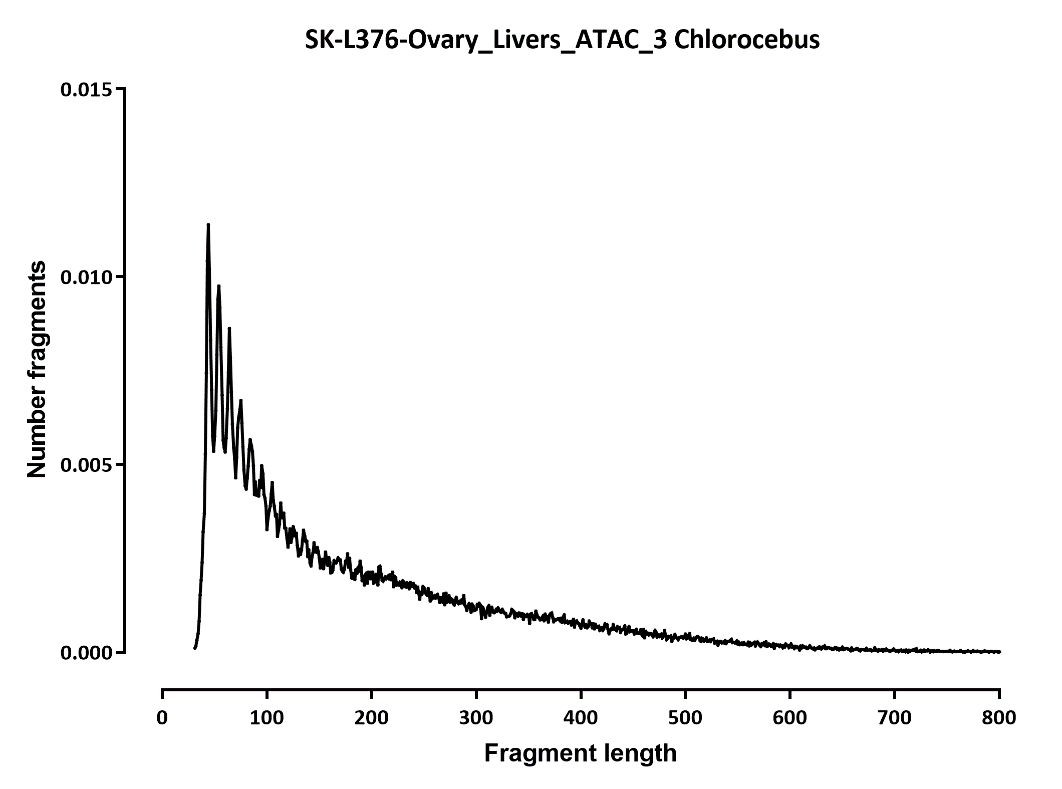 SK-L376-Ovary_Livers_ATAC_3 Chlorocebus
0.015
0.010
0.005
0.000
Number fragments
0 100 200 300 400 500 600 700 800
Fragment length